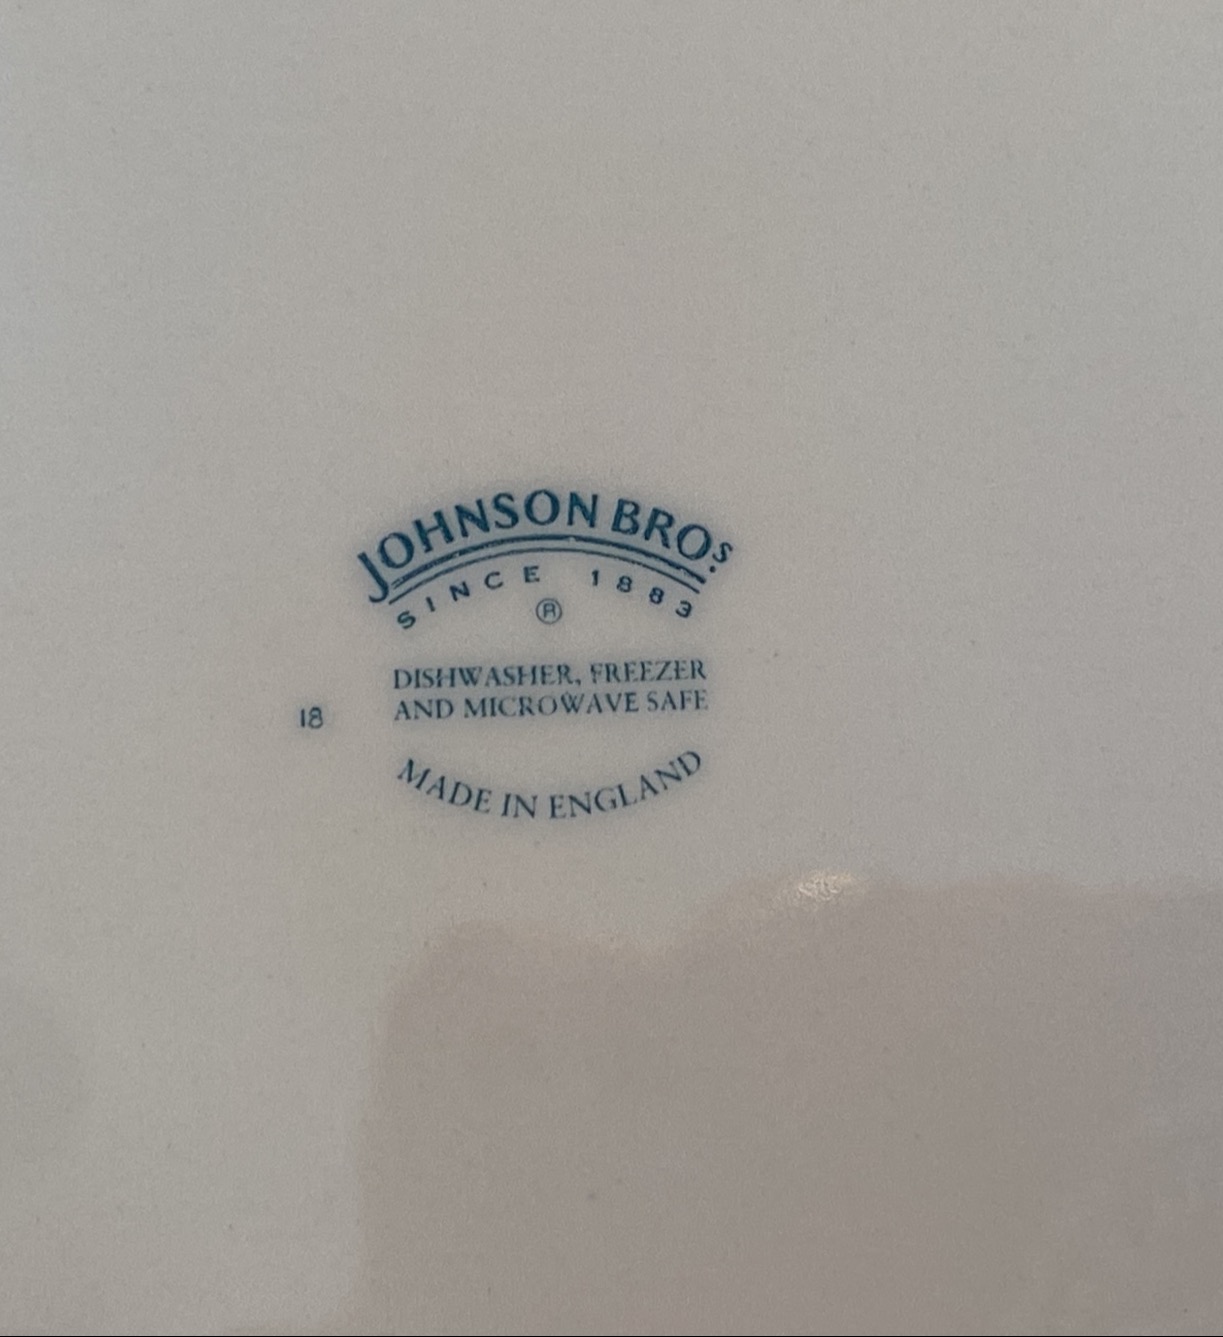 JOHNSON BROS.
SINCE 1883
®
DISHWASHER, FREEZER
AND MICROWAVE SAFE
18
MADE IN ENGLAND